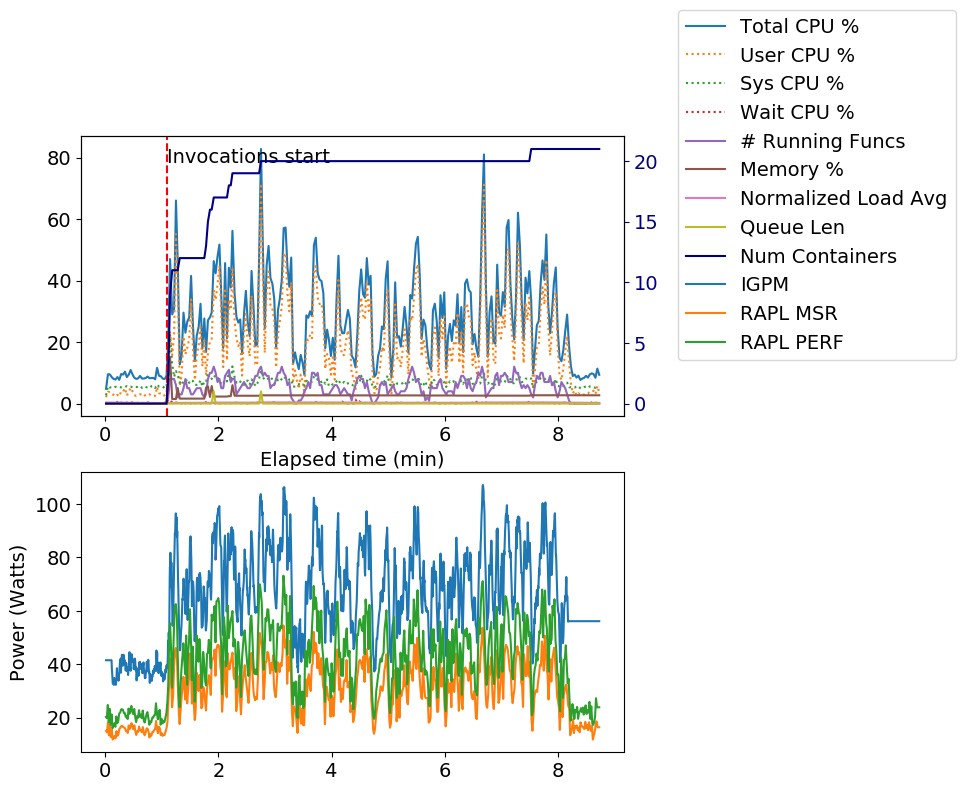 Total CPU %
User CPU %
Sys CPU %
Wait CPU %
# Running Funcs
Memory %
Normalized Load Avg
Queue Len
Num Containers
IGPM
RAPL MSR
RAPL PERF
Invocations start
80
60
40
20
0
20
15
10
5
0
0 2 4 6 8
Elapsed time (min)
Power (Watts)
100
80
60
40
20
0 2 4 6 8